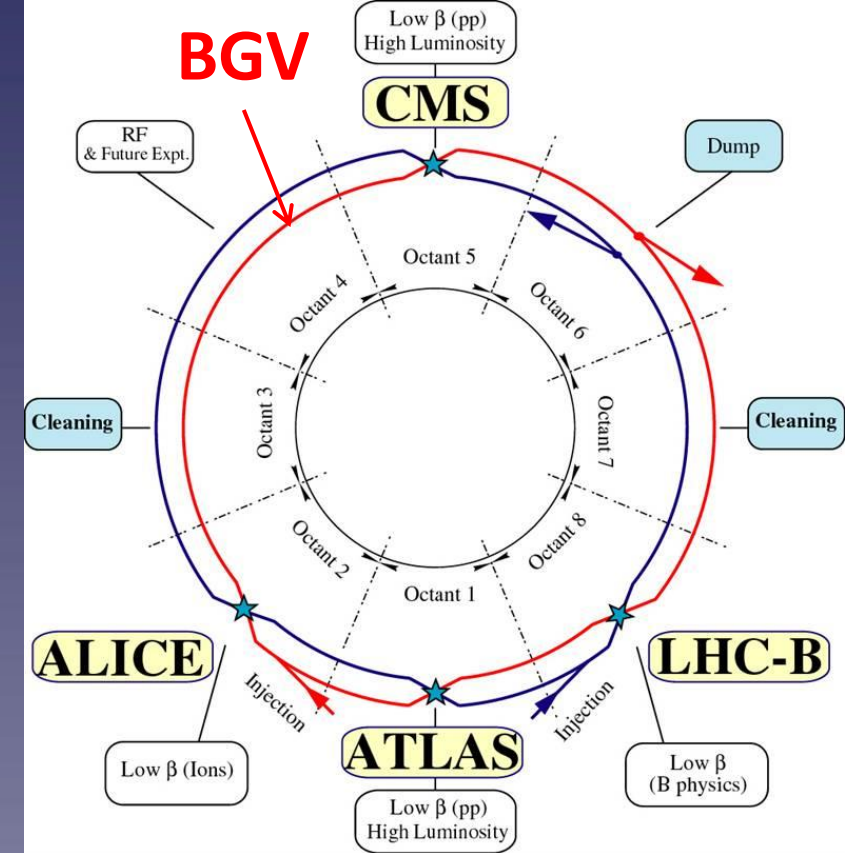 Low β (pp)
High Luminosity
BGV
CMS
RF
& Future Expt.
Dump
Octant 5
Octant 4
Octant 6
Cleaning
Octant 3
Octant 7
Cleaning
Octant 2
Octant 8
Octant 1
ALICE
LHC-B
Injection
Injection
ATLAS
Low β (Ions)
Low β
(B physics)
Low β (pp)
High Luminosity